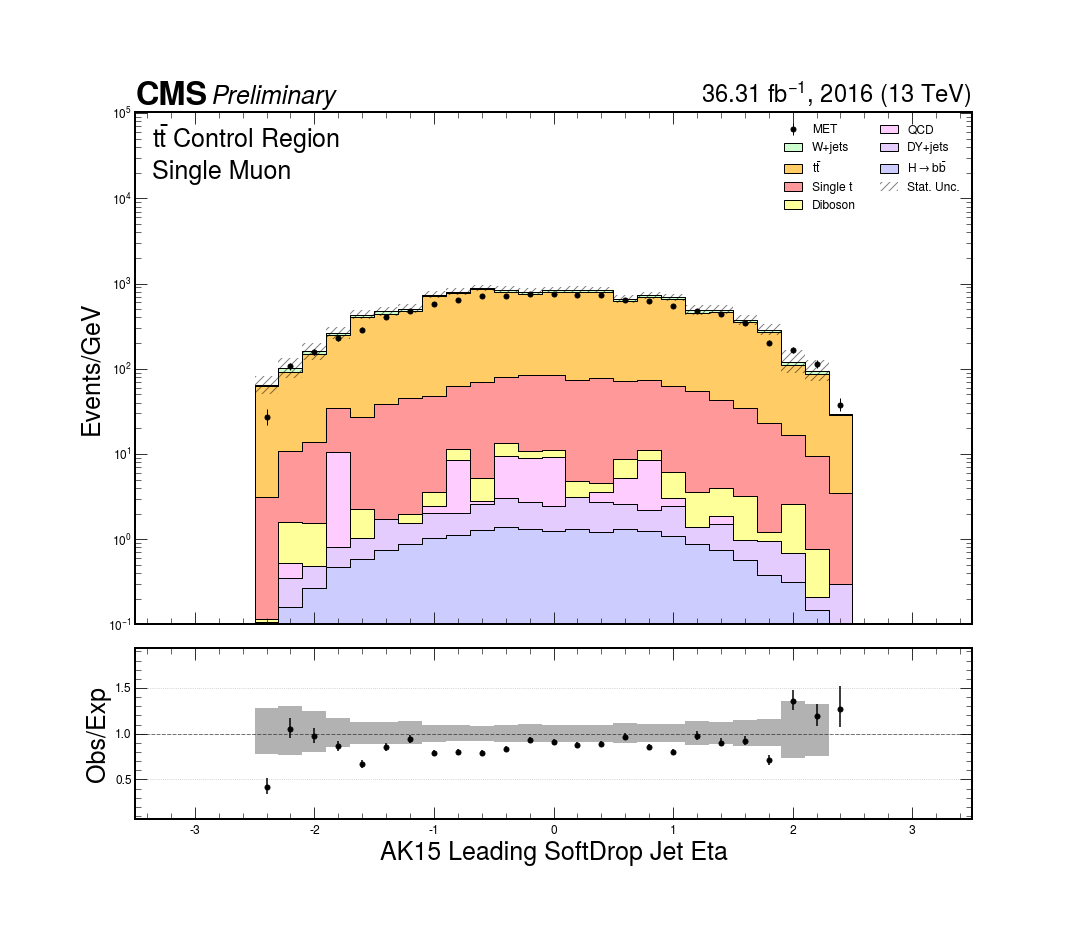 CMS Preliminary 36.31 fb⁻¹, 2016 (13 TeV)
tt̄ Control Region
Single Muon
MET
W+jets
tt̄
Single t
Diboson
QCD
DY+jets
H→bb̄
Stat. Unc.
Events/GeV
10⁵
10⁴
10³
10²
10¹
10⁰
10⁻¹
Obs/Exp
1.5
1.0
0.5
-3 -2 -1 0 1 2 3
AK15 Leading SoftDrop Jet Eta